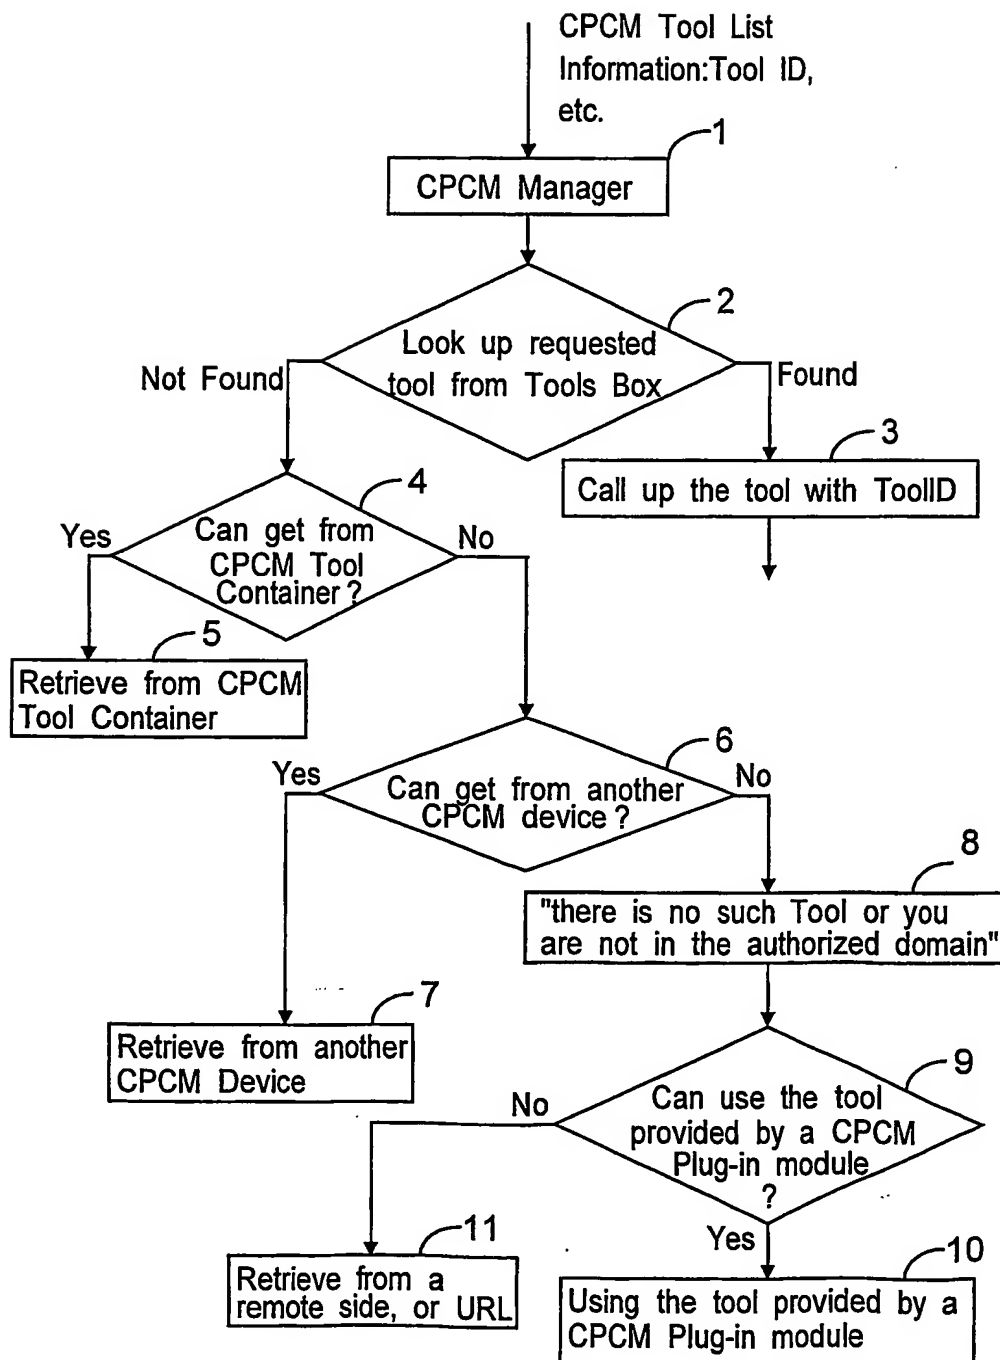 CPCM Tool List
Information:Tool ID,
etc.
1
CPCM Manager
2
Look up requested
tool from Tools Box
Not Found
Found
3
Call up the tool with ToolID
4
Can get from
CPCM Tool
Container?
Yes
No
5
Retrieve from CPCM
Tool Container
6
Can get from another
CPCM device?
Yes
No
8
"there is no such Tool or you
are not in the authorized domain"
7
Retrieve from another
CPCM Device
9
Can use the tool
provided by a CPCM
Plug-in module
?
No
Yes
11
Retrieve from a
remote side, or URL
10
Using the tool provided by a
CPCM Plug-in module